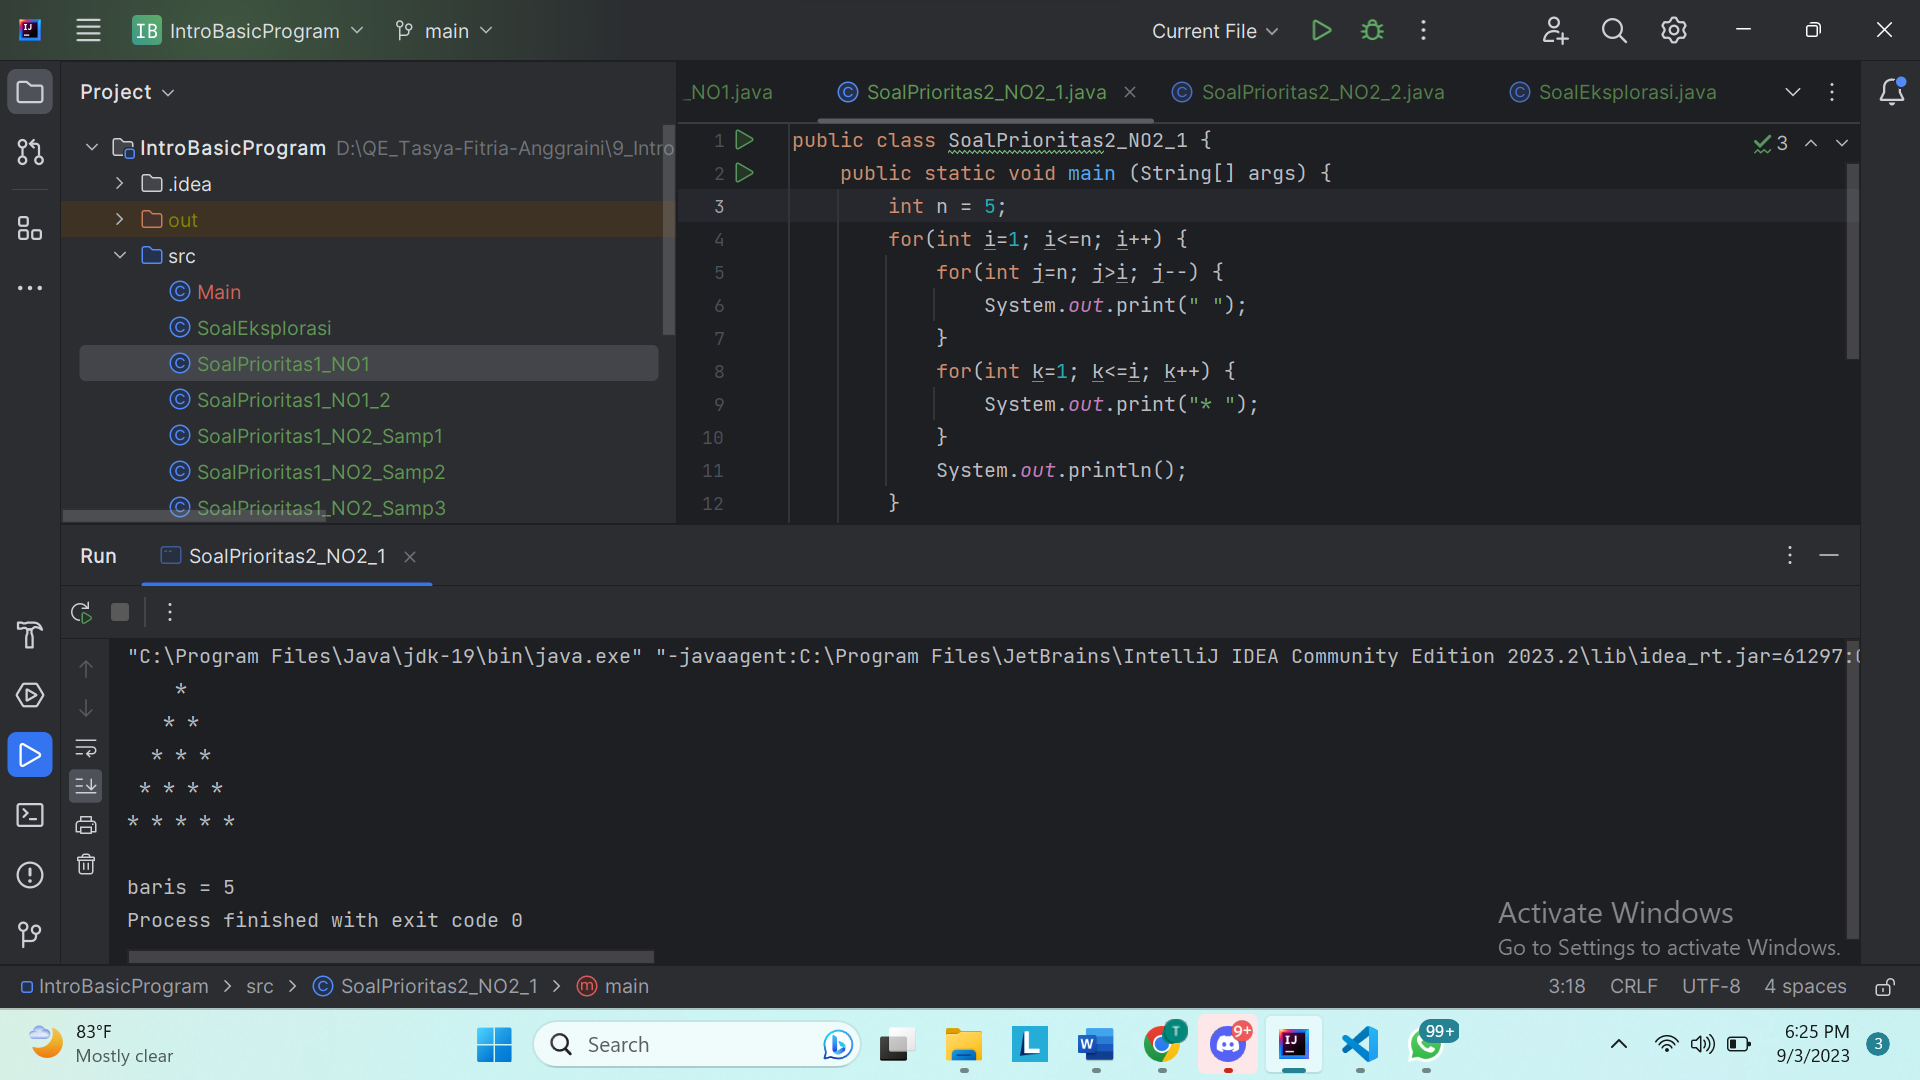 IB IntroBasicProgram main Current File
Project
_NO1.java SoalPrioritas2_NO2_1.java SoalPrioritas2_NO2_2.java SoalEksplorasi.java
IntroBasicProgram D:\QE_Tasya-Fitria-Anggraini\9_Intro
.idea
out
src
Main
SoalEksplorasi
SoalPrioritas1_NO1
SoalPrioritas1_NO1_2
SoalPrioritas1_NO2_Samp1
SoalPrioritas1_NO2_Samp2
SoalPrioritas1_NO2_Samp3
3
1 public class SoalPrioritas2_NO2_1 {
2 public static void main (String[] args) {
3 int n = 5;
4 for(int i=1; i<=n; i++) {
5 for(int j=n; j>i; j--) {
6 System.out.print(" ");
7 }
8 for(int k=1; k<=i; k++) {
9 System.out.print("* ");
10 }
11 System.out.println();
12 }
Run SoalPrioritas2_NO2_1
"C:\Program Files\Java\jdk-19\bin\java.exe" "-javaagent:C:\Program Files\JetBrains\IntelliJ IDEA Community Edition 2023.2\lib\idea_rt.jar=61297:
*
* *
* * *
* * * *
* * * * *
baris = 5
Process finished with exit code 0
Activate Windows
Go to Settings to activate Windows.
IntroBasicProgram > src > SoalPrioritas2_NO2_1 > main
3:18 CRLF UTF-8 4 spaces
83°F
Mostly clear
Search
T
9+
99+
6:25 PM
9/3/2023
3